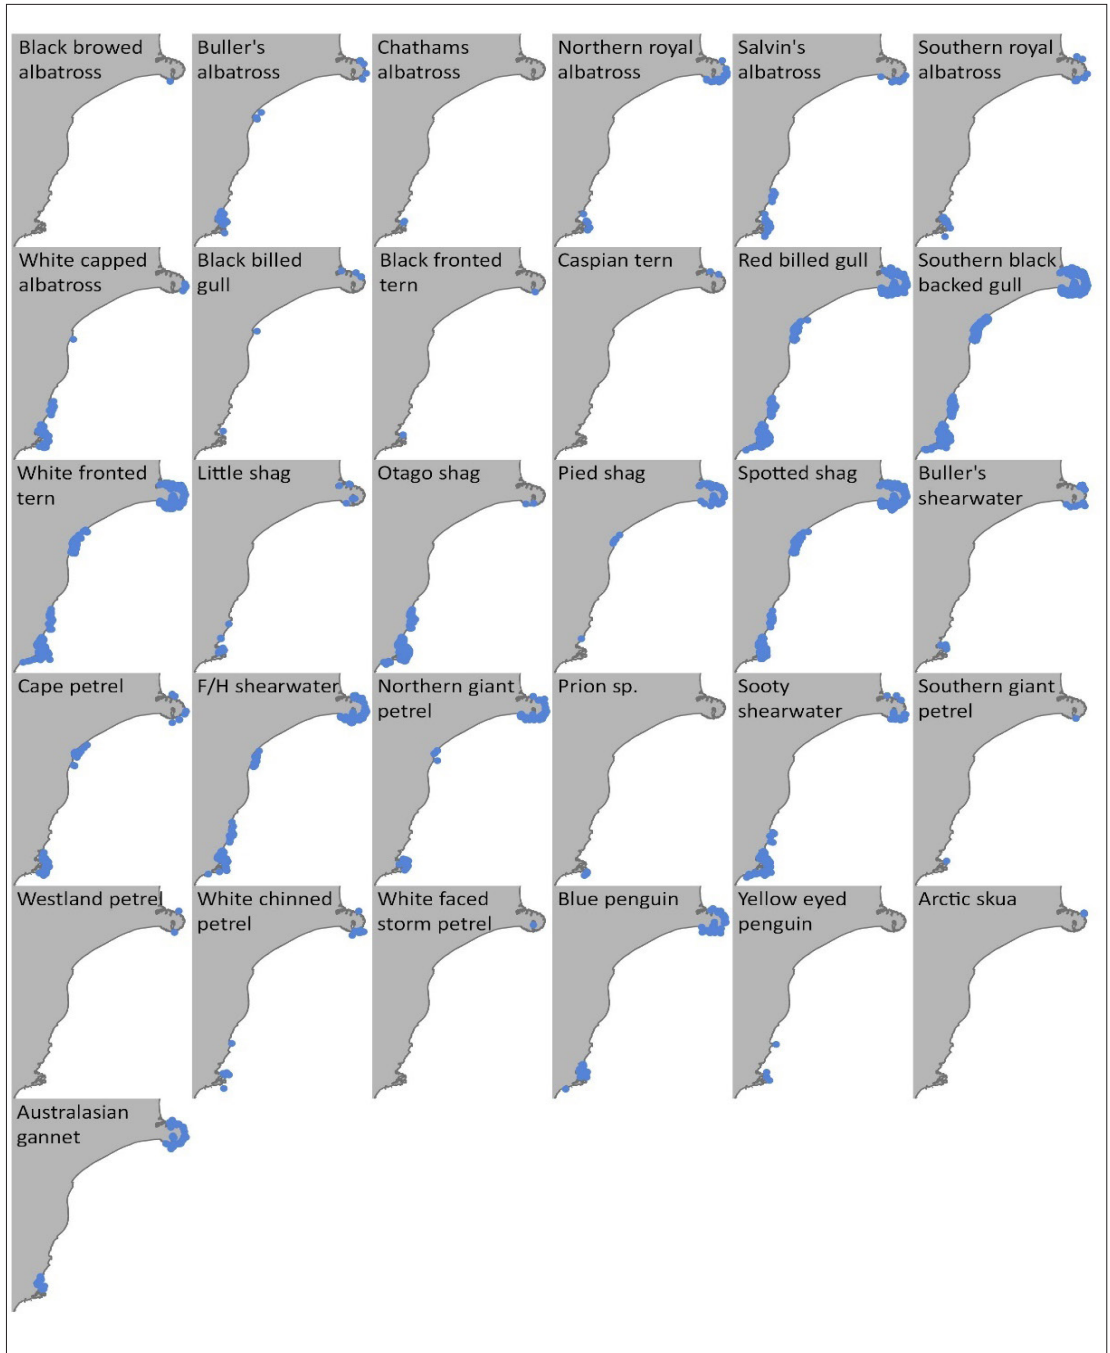 Black browed
albatross
Buller's
albatross
Chathams
albatross
Northern royal
albatross
Salvin's
albatross
Southern royal
albatross
White capped
albatross
Black billed
gull
Black fronted
tern
Caspian tern
Red billed gull
Southern black
backed gull
White fronted
tern
Little shag
Otago shag
Pied shag
Spotted shag
Buller's
shearwater
Cape petrel
F/H shearwater
Northern giant
petrel
Prion sp.
Sooty
shearwater
Southern giant
petrel
Westland petrel
White chinned
petrel
White faced
storm petrel
Blue penguin
Yellow eyed
penguin
Arctic skua
Australasian
gannet